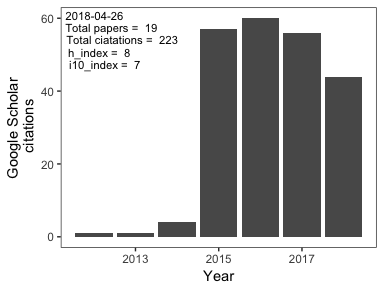 2018-04-26
Total papers = 19
Total ciatations = 223
h_index = 8
i10_index = 7
60
40
20
0
Google Scholar
citations
2013
2015
2017
Year